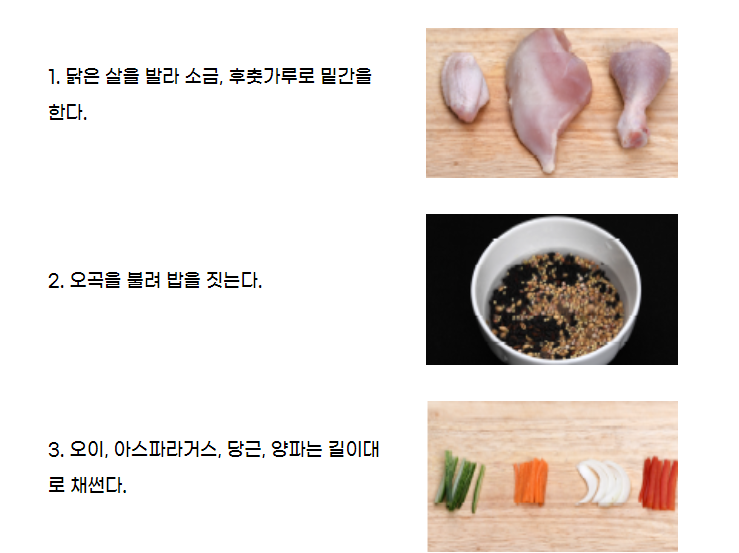 1. 닭은 살을 발라 소금, 후춧가루로 밑간을
한다.
2. 오곡을 불려 밥을 짓는다.
3. 오이, 아스파라거스, 당근, 양파는 길이대
로 채썬다.